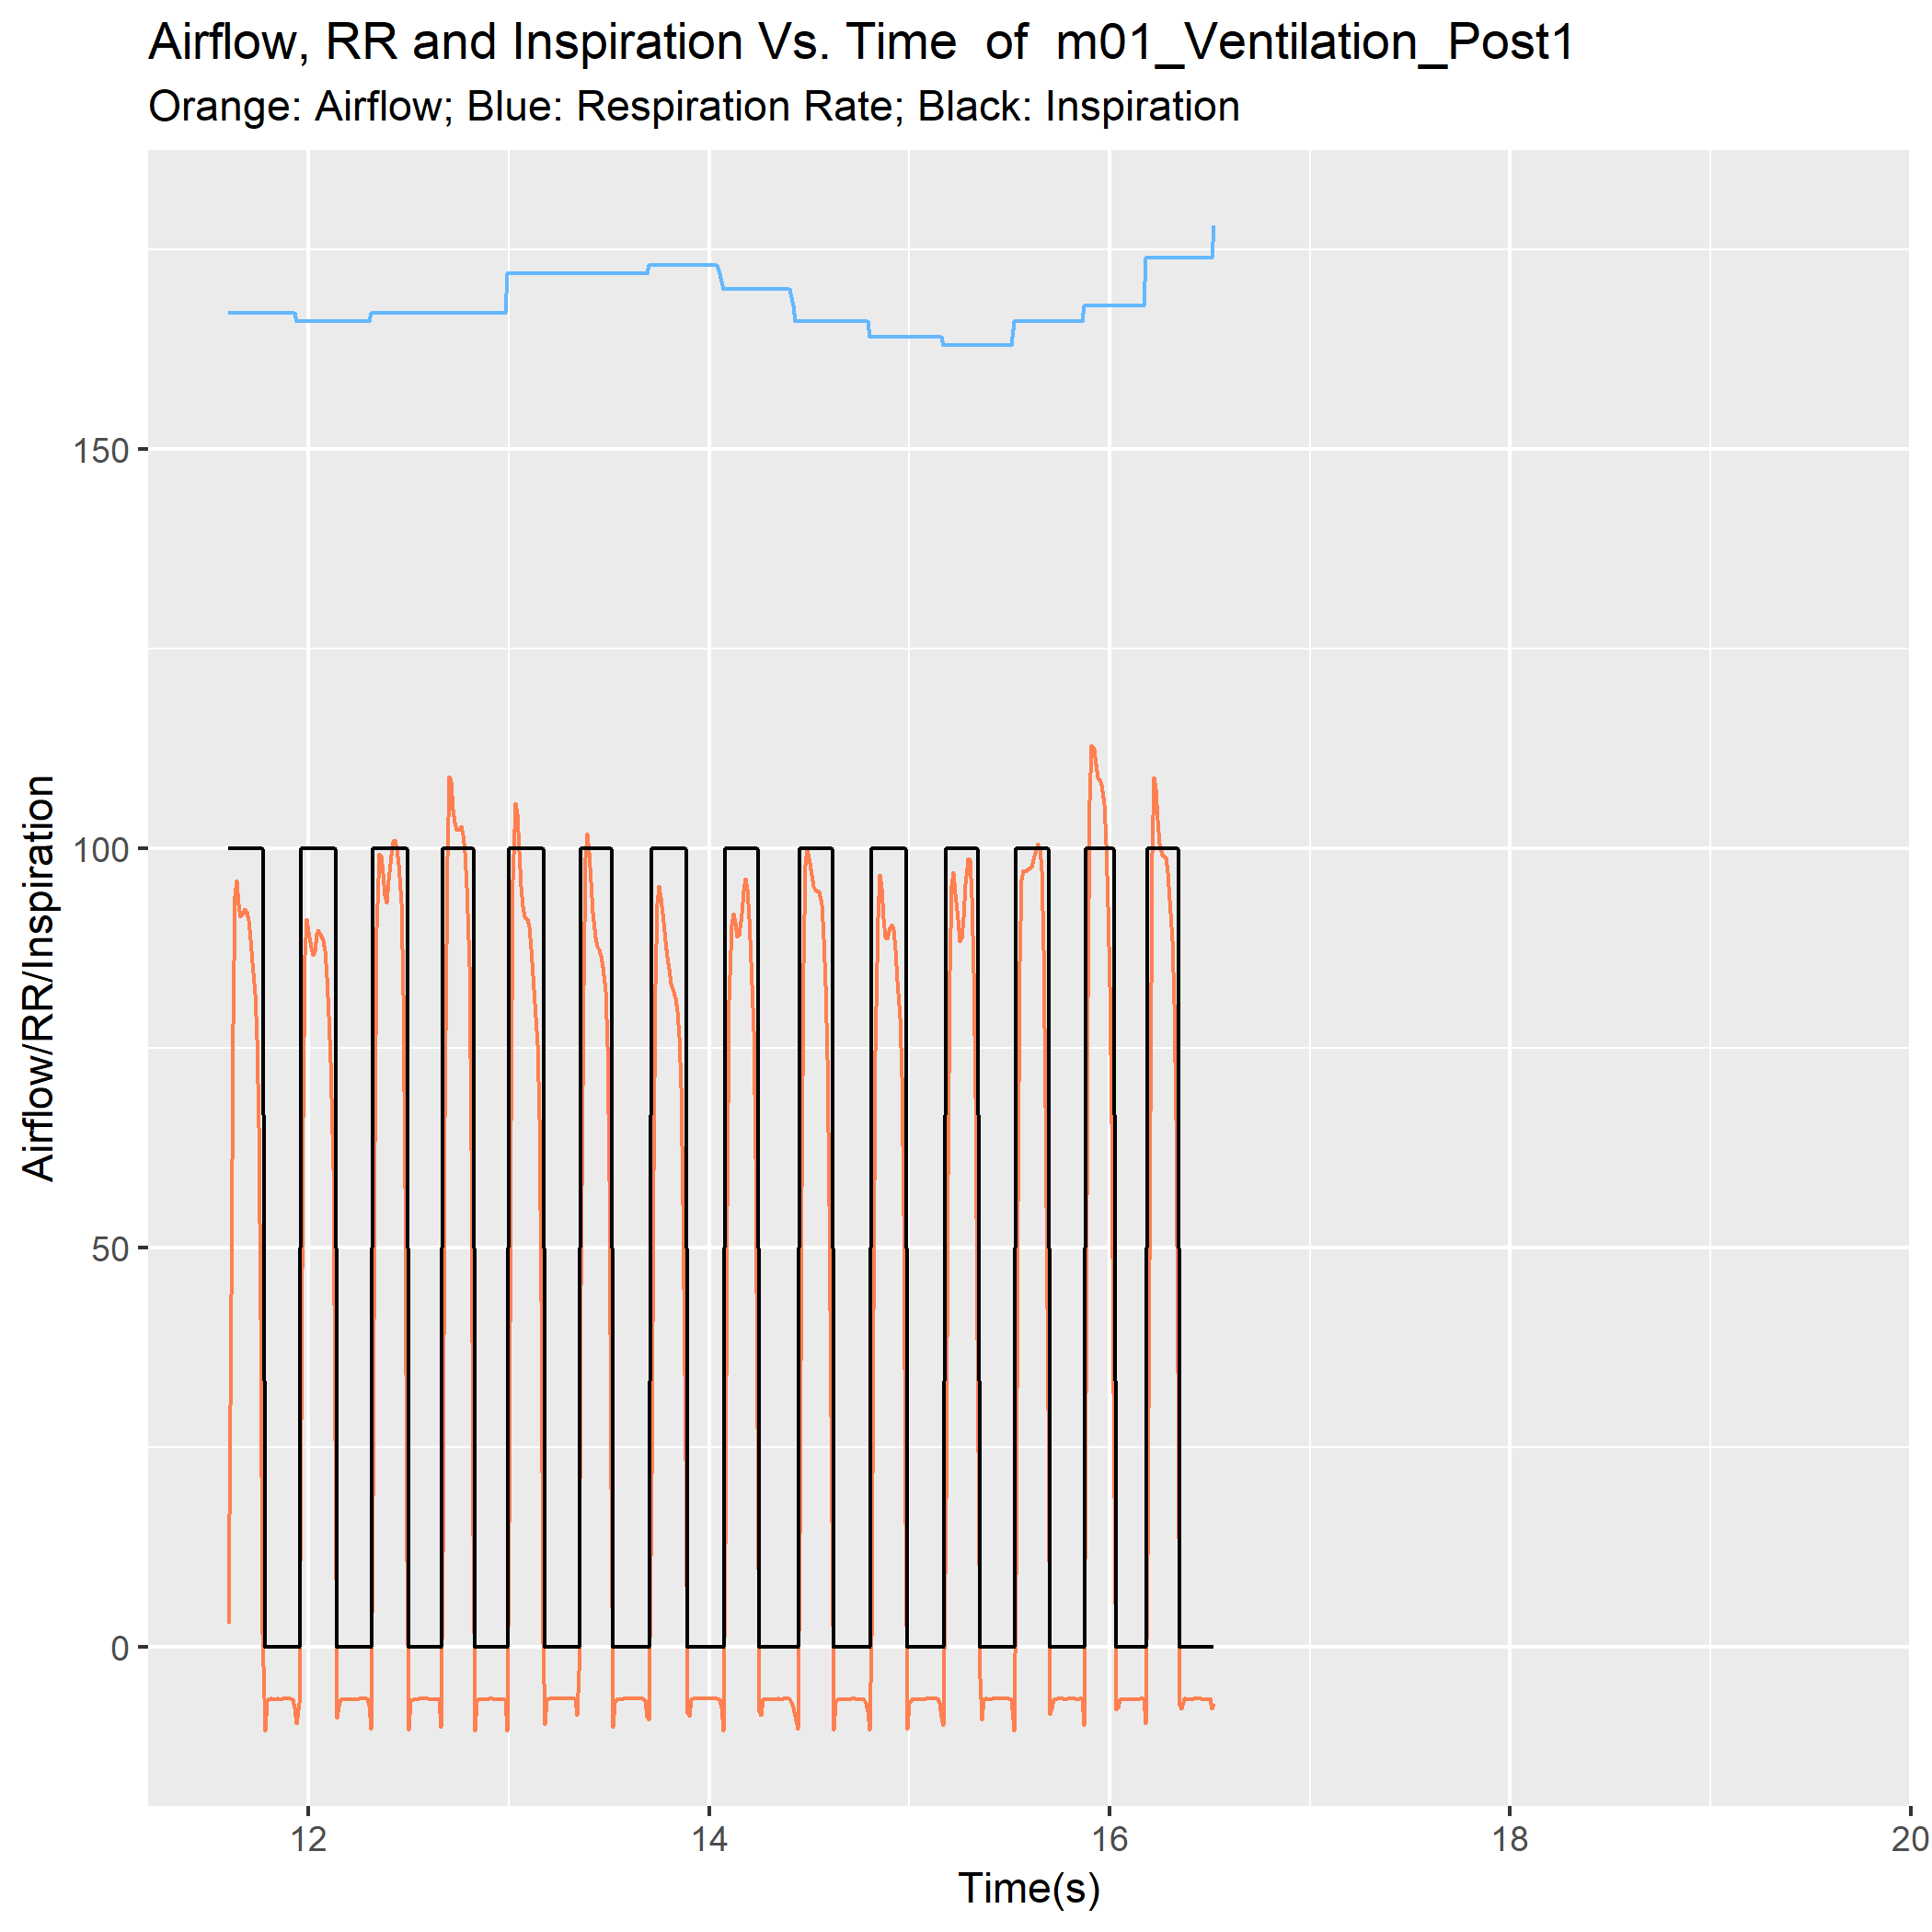 Airflow, RR and Inspiration Vs. Time  of  m01_Ventilation_Post1
Orange: Airflow; Blue: Respiration Rate; Black: Inspiration
Airflow/RR/Inspiration
150
100
50
0
12 14 16 18 20
Time(s)